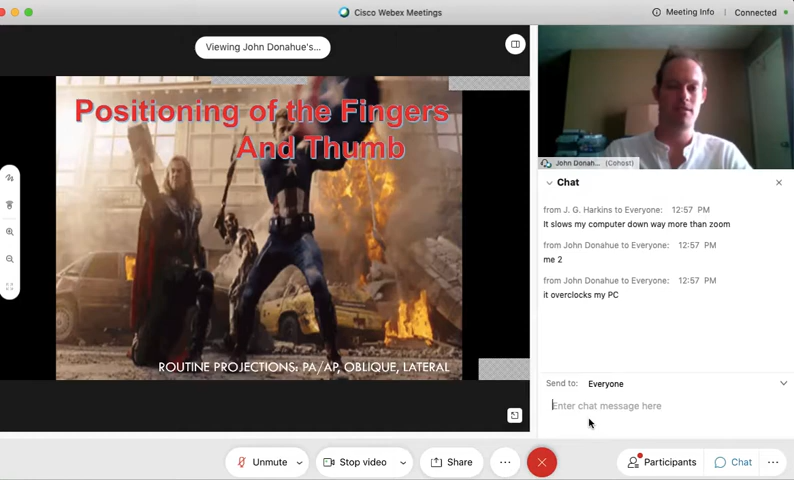 Cisco Webex Meetings
Meeting Info
Connected
Viewing John Donahue's...
Positioning of the Fingers
And Thumb
ROUTINE PROJECTIONS: PA/AP, OBLIQUE, LATERAL
John Donah... (Cohost)
Chat
from J. G. Harkins to Everyone: 12:57 PM
It slows my computer down way more than zoom
from John Donahue to Everyone: 12:57 PM
me 2
from John Donahue to Everyone: 12:57 PM
it overclocks my PC
Send to: Everyone
Enter chat message here
Unmute
Stop video
Share
Participants
Chat